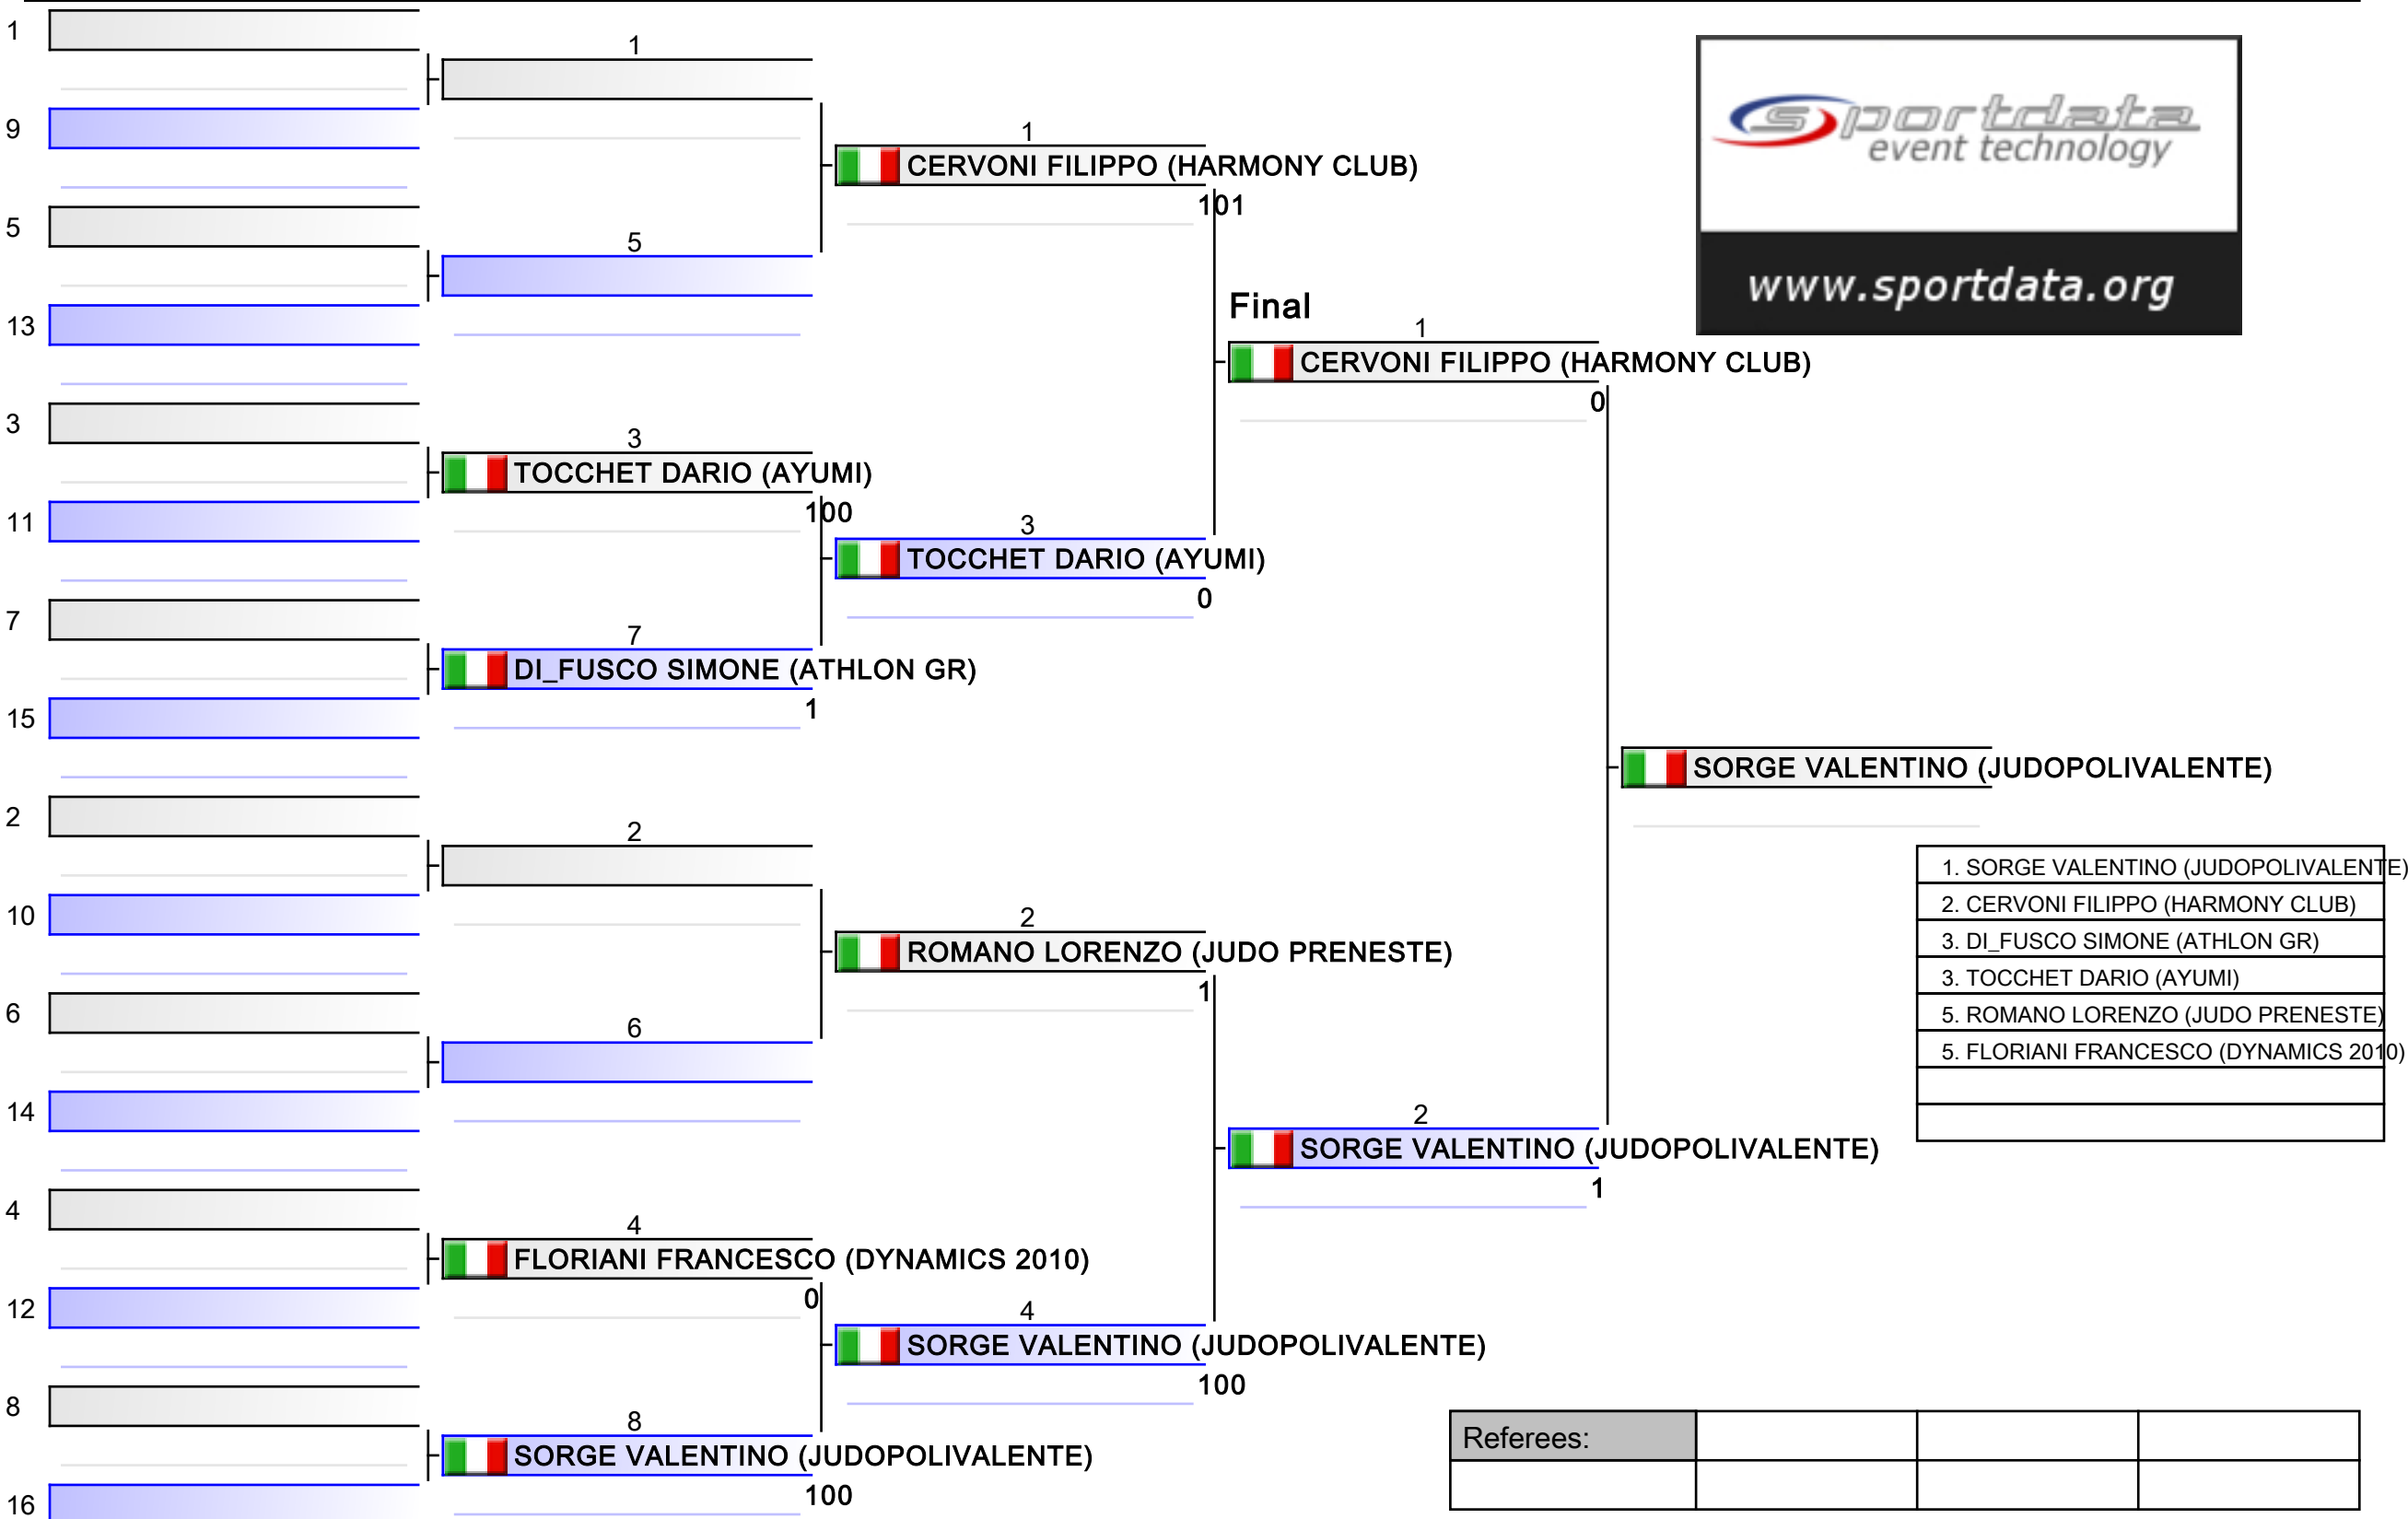 1
9
5
13
3
11
7
15
2
10
6
14
4
12
8
16
1
5
3
TOCCHET DARIO (AYUMI)
100
7
DI_FUSCO SIMONE (ATHLON GR)
1
2
6
4
FLORIANI FRANCESCO (DYNAMICS 2010)
0
8
SORGE VALENTINO (JUDOPOLIVALENTE)
100
1
CERVONI FILIPPO (HARMONY CLUB)
101
3
TOCCHET DARIO (AYUMI)
0
2
ROMANO LORENZO (JUDO PRENESTE)
1
4
SORGE VALENTINO (JUDOPOLIVALENTE)
100
Final
1
CERVONI FILIPPO (HARMONY CLUB)
0
2
SORGE VALENTINO (JUDOPOLIVALENTE)
1
SORGE VALENTINO (JUDOPOLIVALENTE)
sportdata
event technology
www.sportdata.org
1. SORGE VALENTINO (JUDOPOLIVALENTE)
2. CERVONI FILIPPO (HARMONY CLUB)
3. DI_FUSCO SIMONE (ATHLON GR)
3. TOCCHET DARIO (AYUMI)
5. ROMANO LORENZO (JUDO PRENESTE)
5. FLORIANI FRANCESCO (DYNAMICS 2010)
Referees: